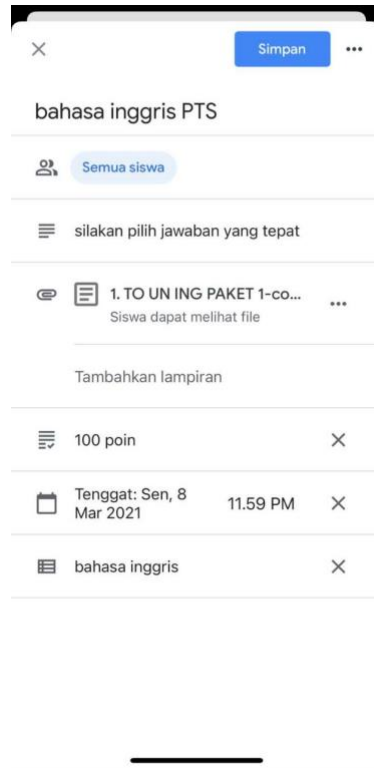 Simpan
bahasa inggris PTS
Semua siswa
silakan pilih jawaban yang tepat
1. TO UN ING PAKET 1-co...
Siswa dapat melihat file
Tambahkan lampiran
100 poin
Tenggat: Sen, 8
Mar 2021
11.59 PM
bahasa inggris